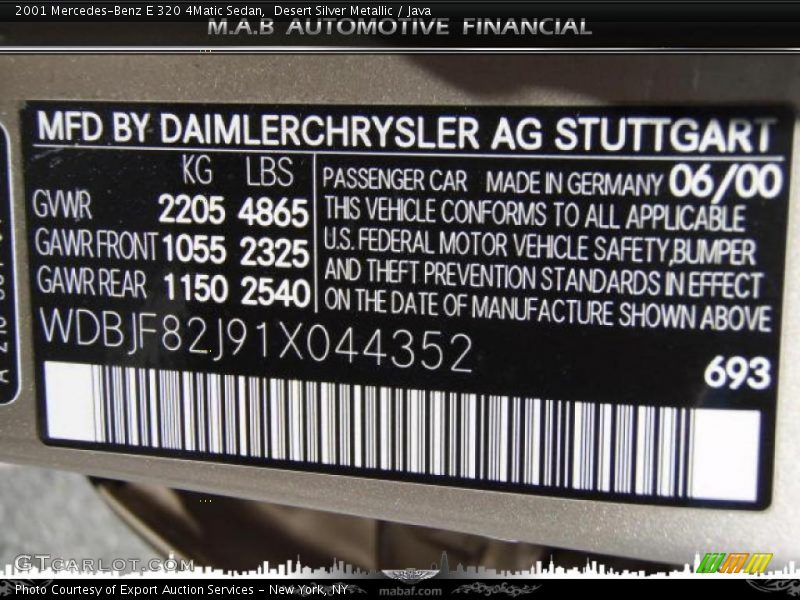 2001 Mercedes-Benz E 320 4Matic Sedan,  Desert Silver Metallic / Java
M.A.B AUTOMOTIVE FINANCIAL
MFD BY DAIMLERCHRYSLER AG STUTTGART
KG LBS
GVWR 2205 4865
GAWR FRONT 1055 2325
GAWR REAR 1150 2540
PASSENGER CAR MADE IN GERMANY 06/00
THIS VEHICLE CONFORMS TO ALL APPLICABLE
U.S. FEDERAL MOTOR VEHICLE SAFETY, BUMPER
AND THEFT PREVENTION STANDARDS IN EFFECT
ON THE DATE OF MANUFACTURE SHOWN ABOVE
WDBJF82J91X044352
693
GTCarLot.com
Photo Courtesy of Export Auction Services - New York, NY
mabaf.com